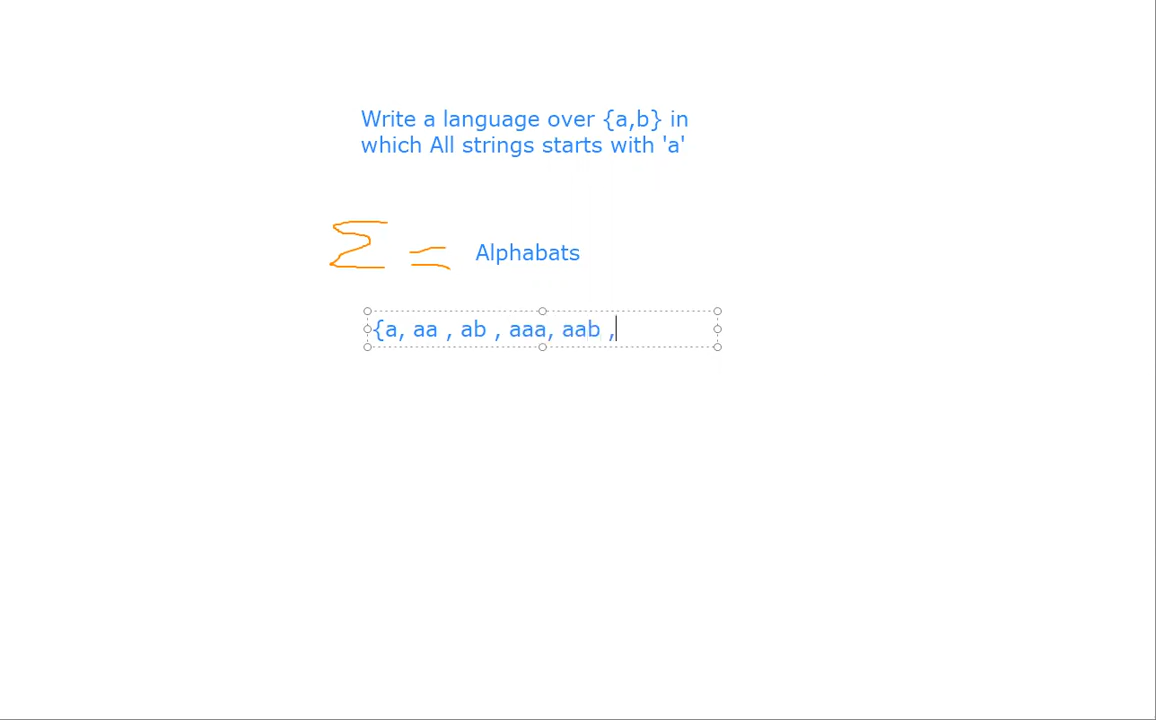 Write a language over {a,b} in
which All strings starts with 'a'
Σ = Alphabats
{a, aa , ab , aaa, aab ,